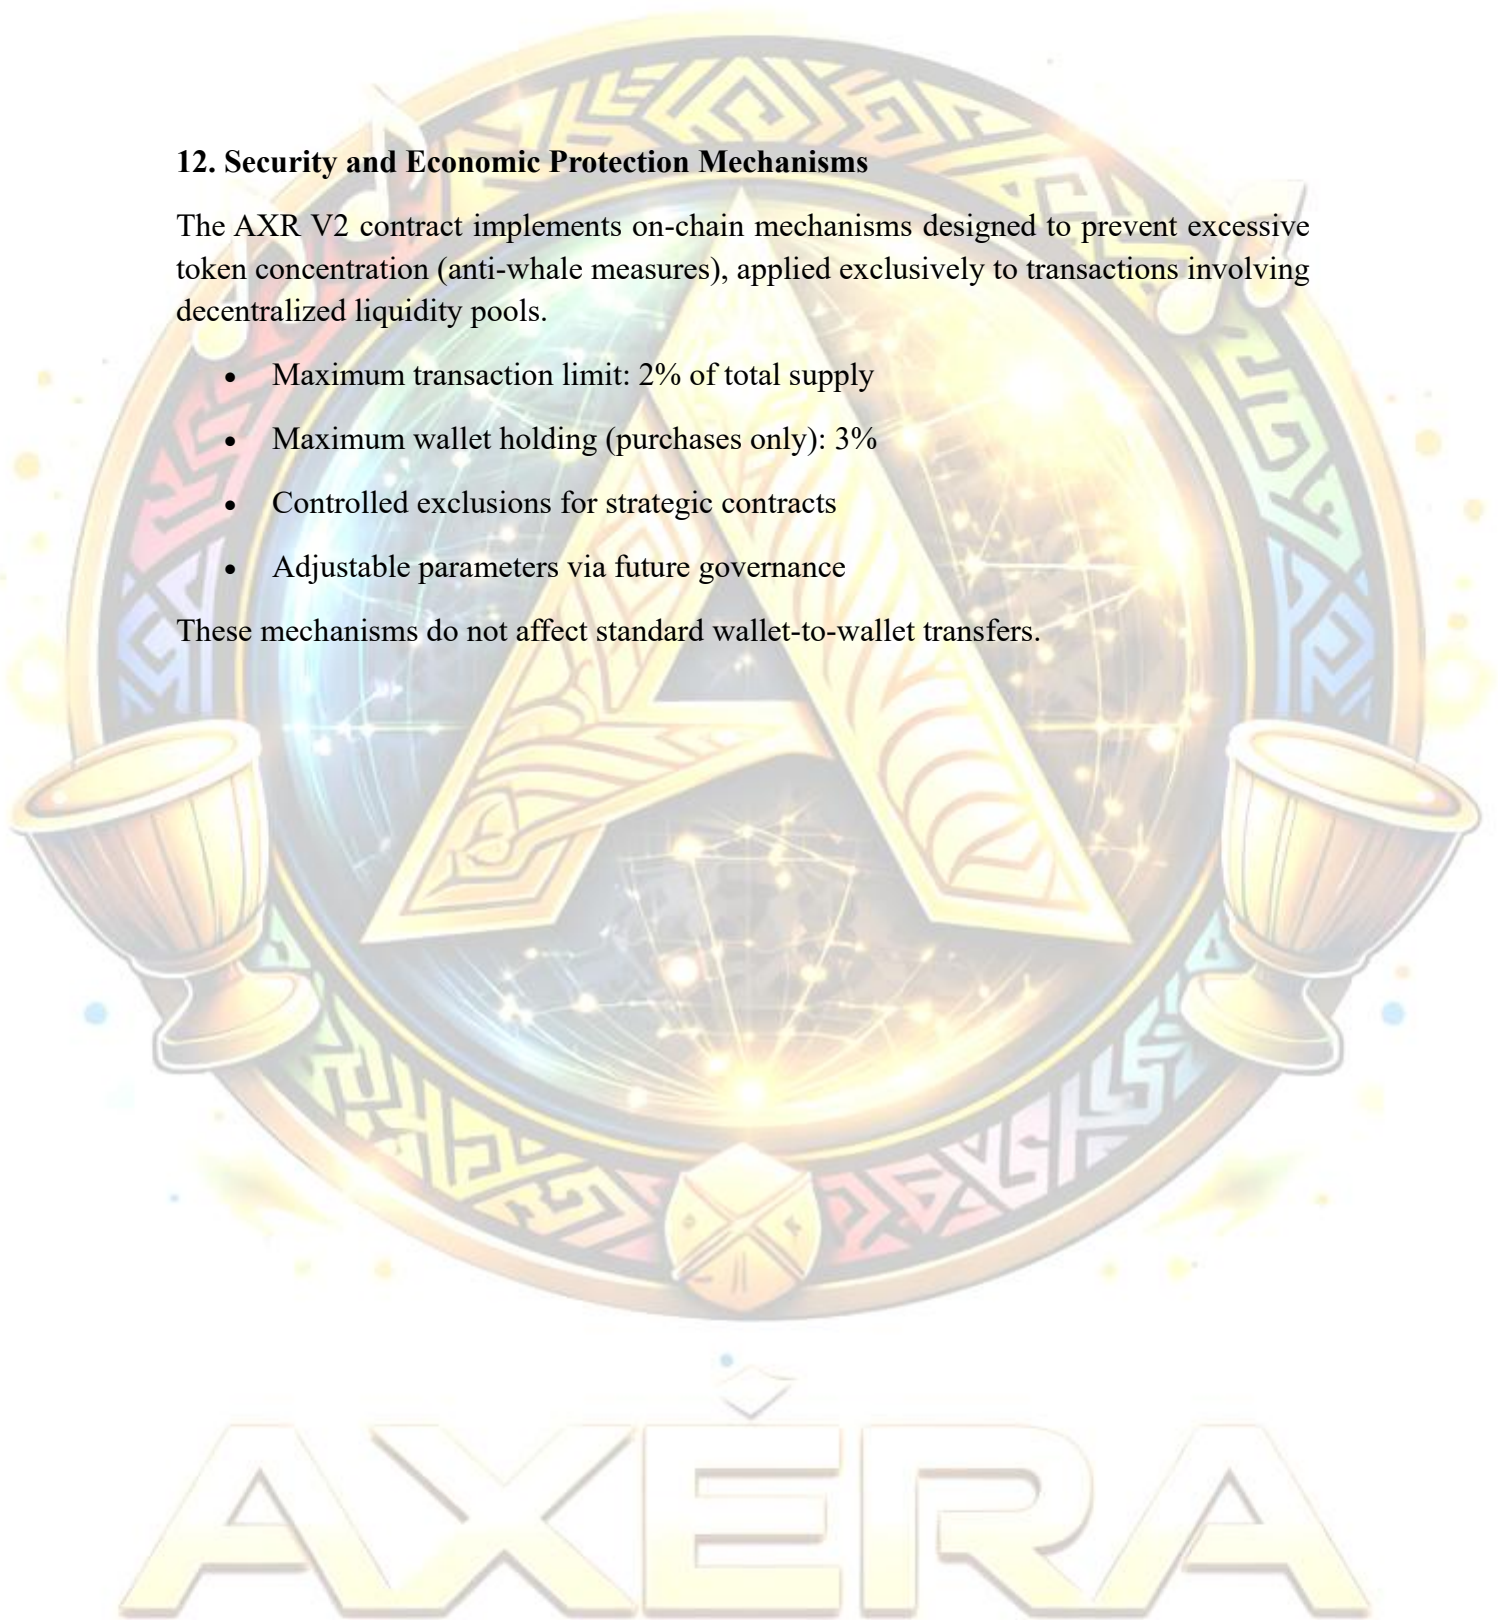 12. Security and Economic Protection Mechanisms
The AXR V2 contract implements on-chain mechanisms designed to prevent excessive
token concentration (anti-whale measures), applied exclusively to transactions involving
decentralized liquidity pools.
• Maximum transaction limit: 2% of total supply
• Maximum wallet holding (purchases only): 3%
• Controlled exclusions for strategic contracts
• Adjustable parameters via future governance
These mechanisms do not affect standard wallet-to-wallet transfers.
A
AXÉRA